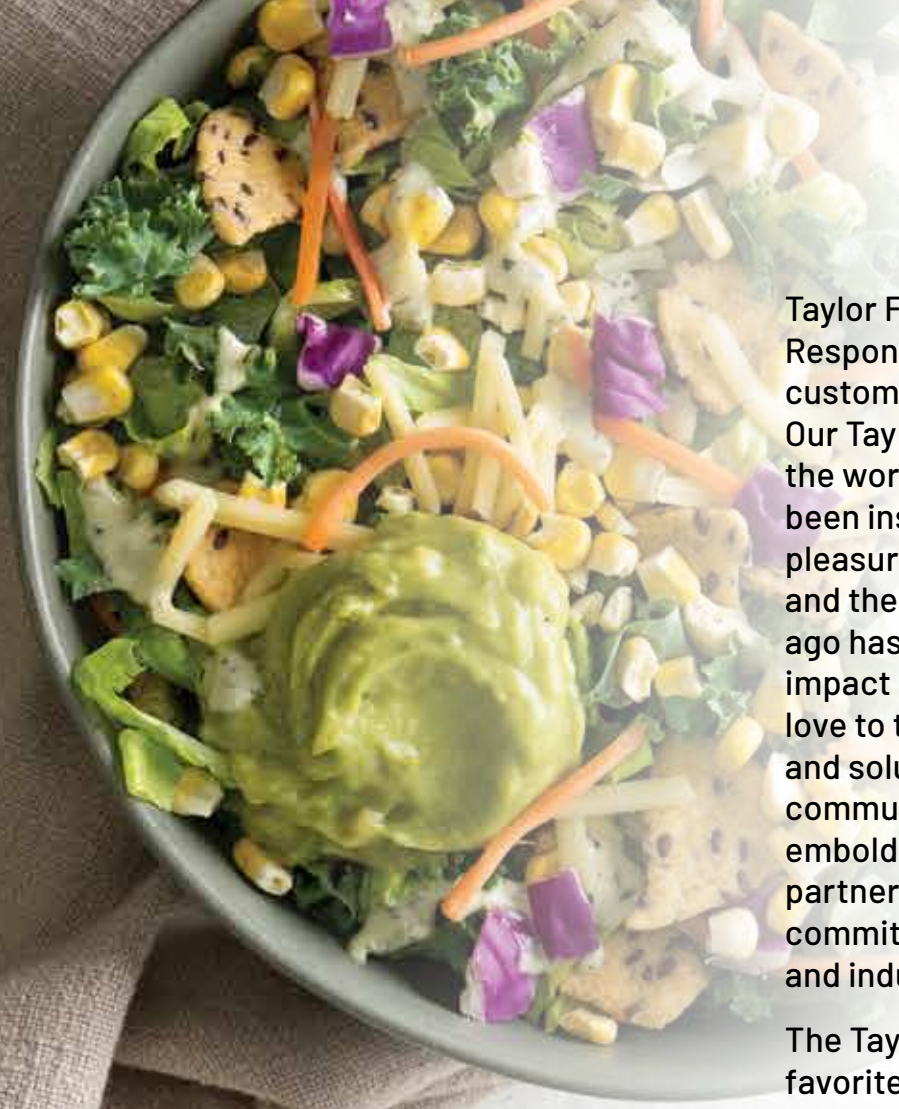 Taylor F
Respon
custom
Our Tay
the wor
been ins
pleasur
and the
ago has
impact
love to t
and solu
commu
embold
partner
commit
and indu
The Tay
favorite